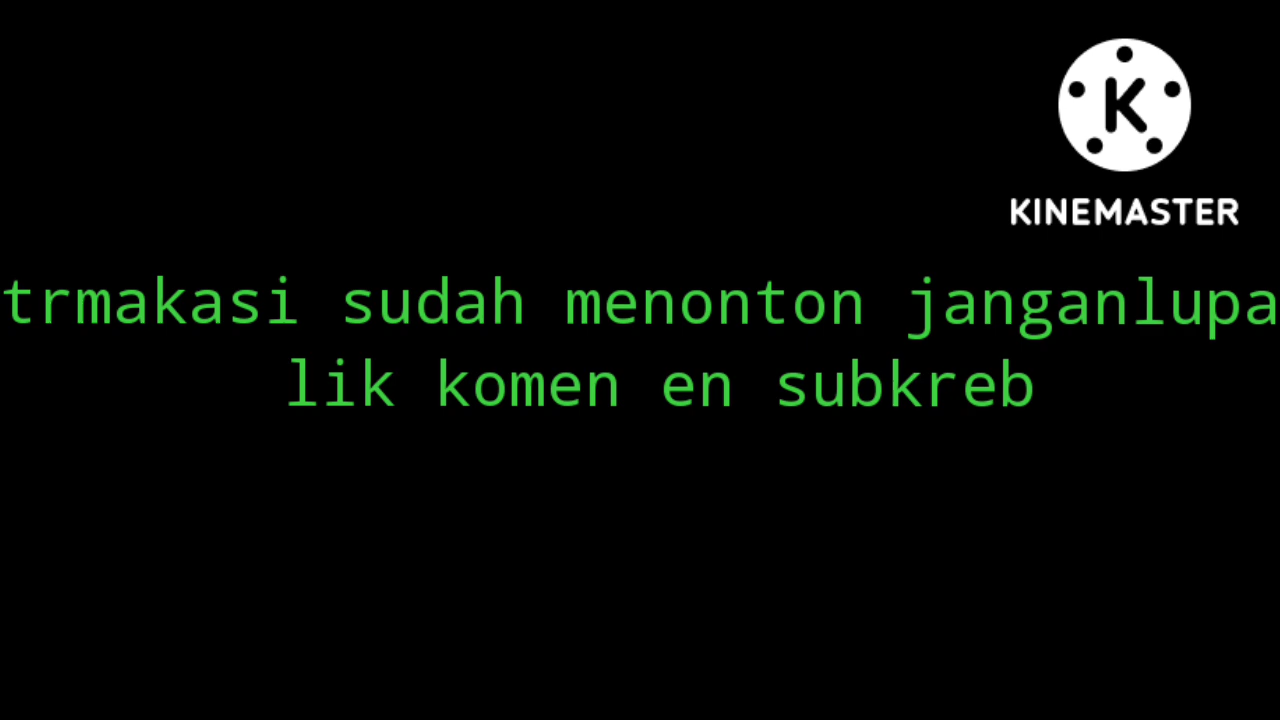 K
KINEMASTER
trmakasi sudah menonton janganlupa
lik komen en subkreb